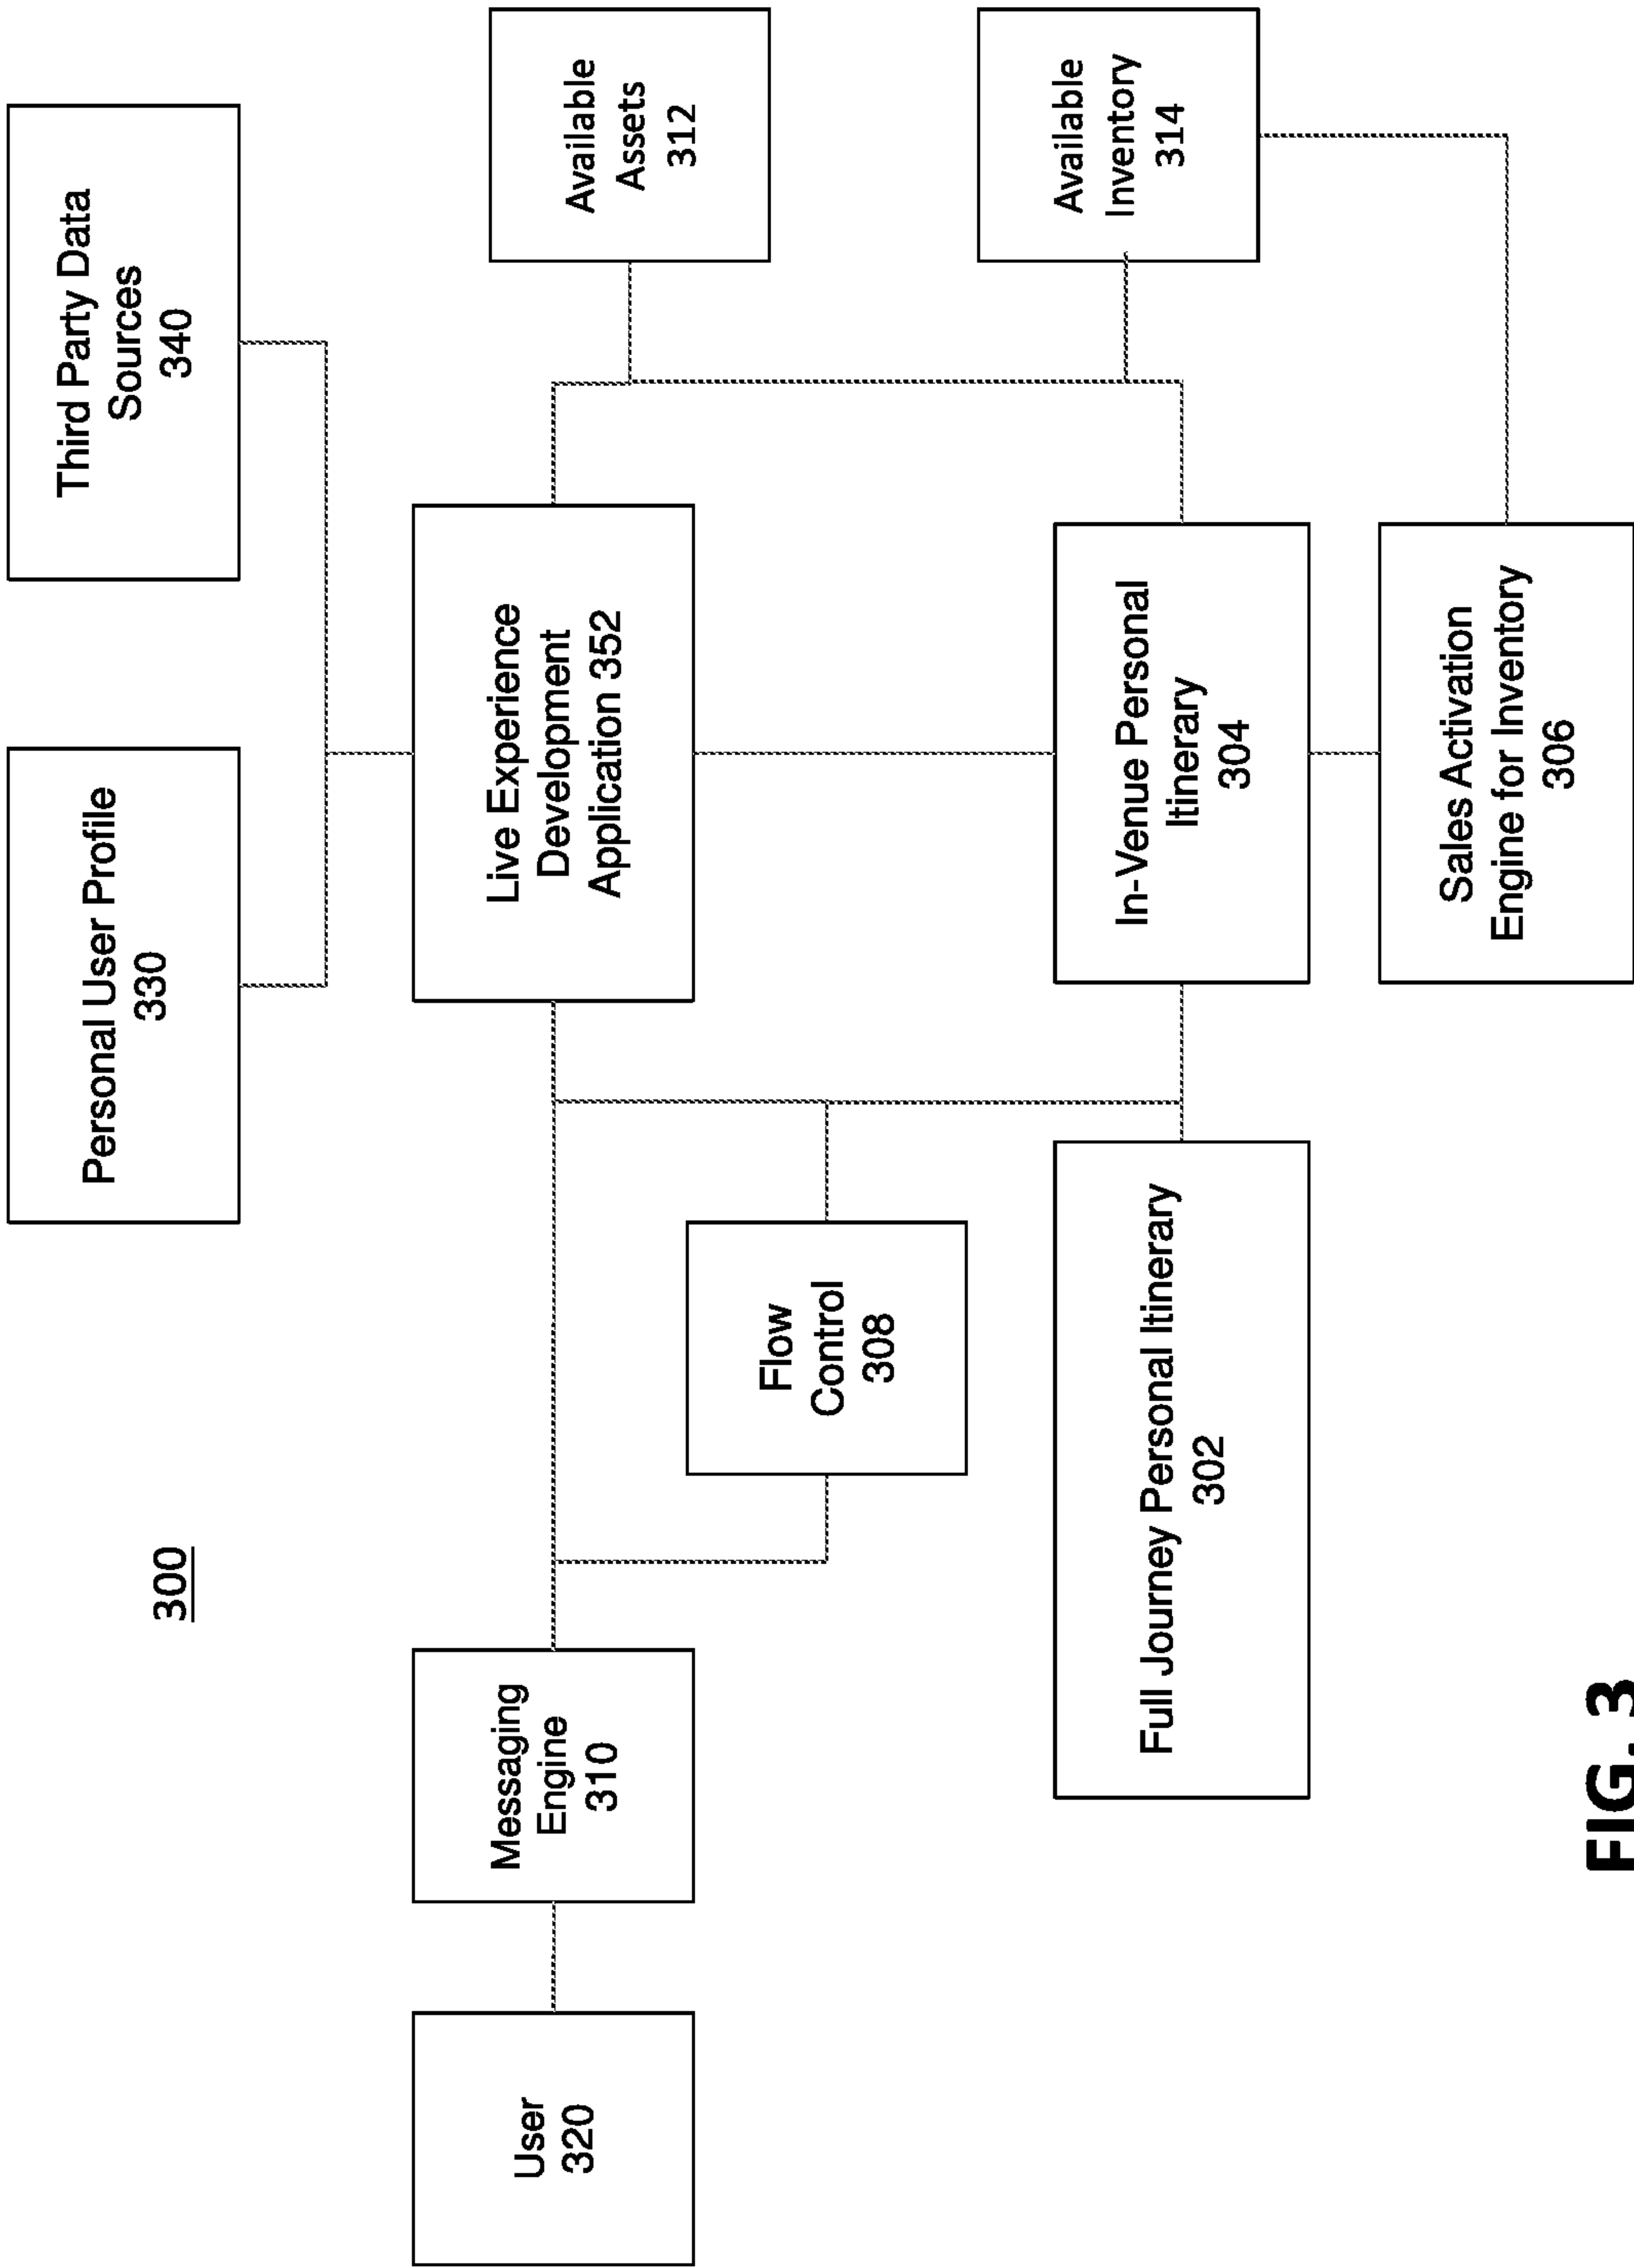 300
Personal User Profile
330
Third Party Data
Sources
340
User
320
Messaging
Engine
310
Live Experience
Development
Application 352
Available
Assets
312
Flow
Control
308
Available
Inventory
314
Full Journey Personal Itinerary
302
In-Venue Personal
Itinerary
304
Sales Activation
Engine for Inventory
306
FIG. 3